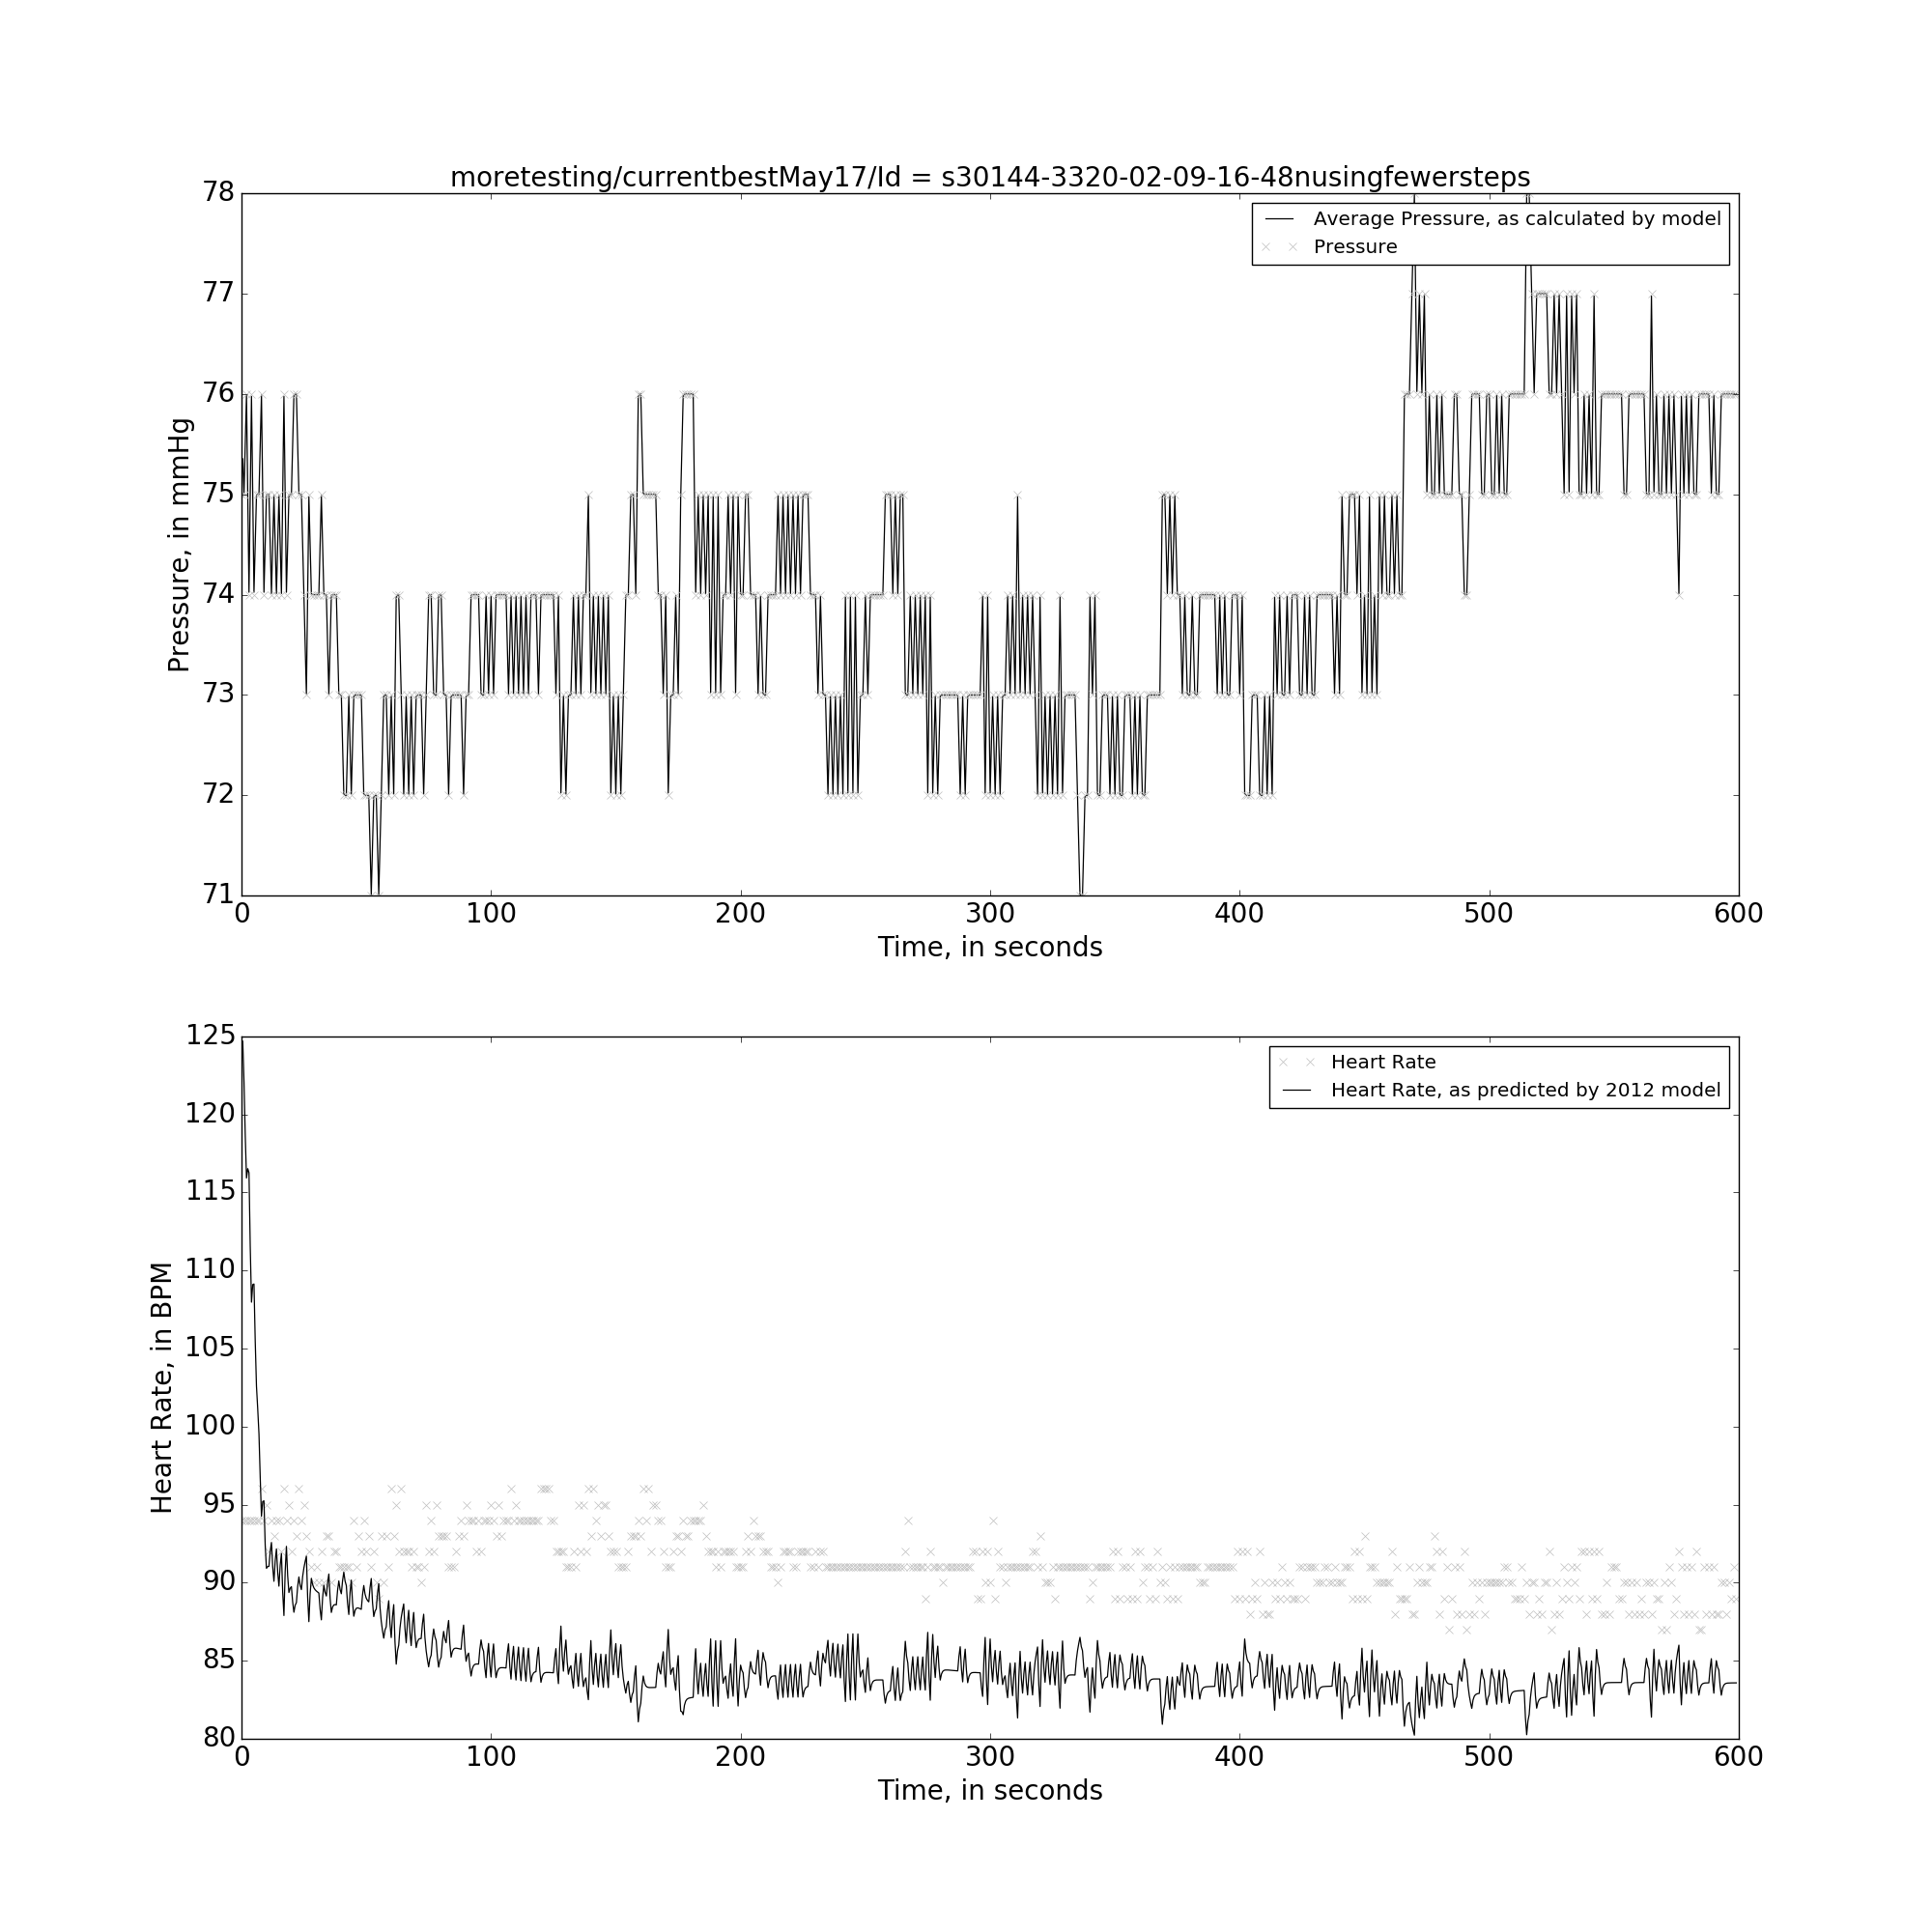 moretesting/currentbestMay17/Id = s30144-3320-02-09-16-48nusingfewersteps
78
77
76
75
74
73
72
71
Pressure, in mmHg
Average Pressure, as calculated by model
Pressure
0 100 200 300 400 500 600
Time, in seconds
125
120
115
110
105
100
95
90
85
80
Heart Rate, in BPM
Heart Rate
Heart Rate, as predicted by 2012 model
0 100 200 300 400 500 600
Time, in seconds